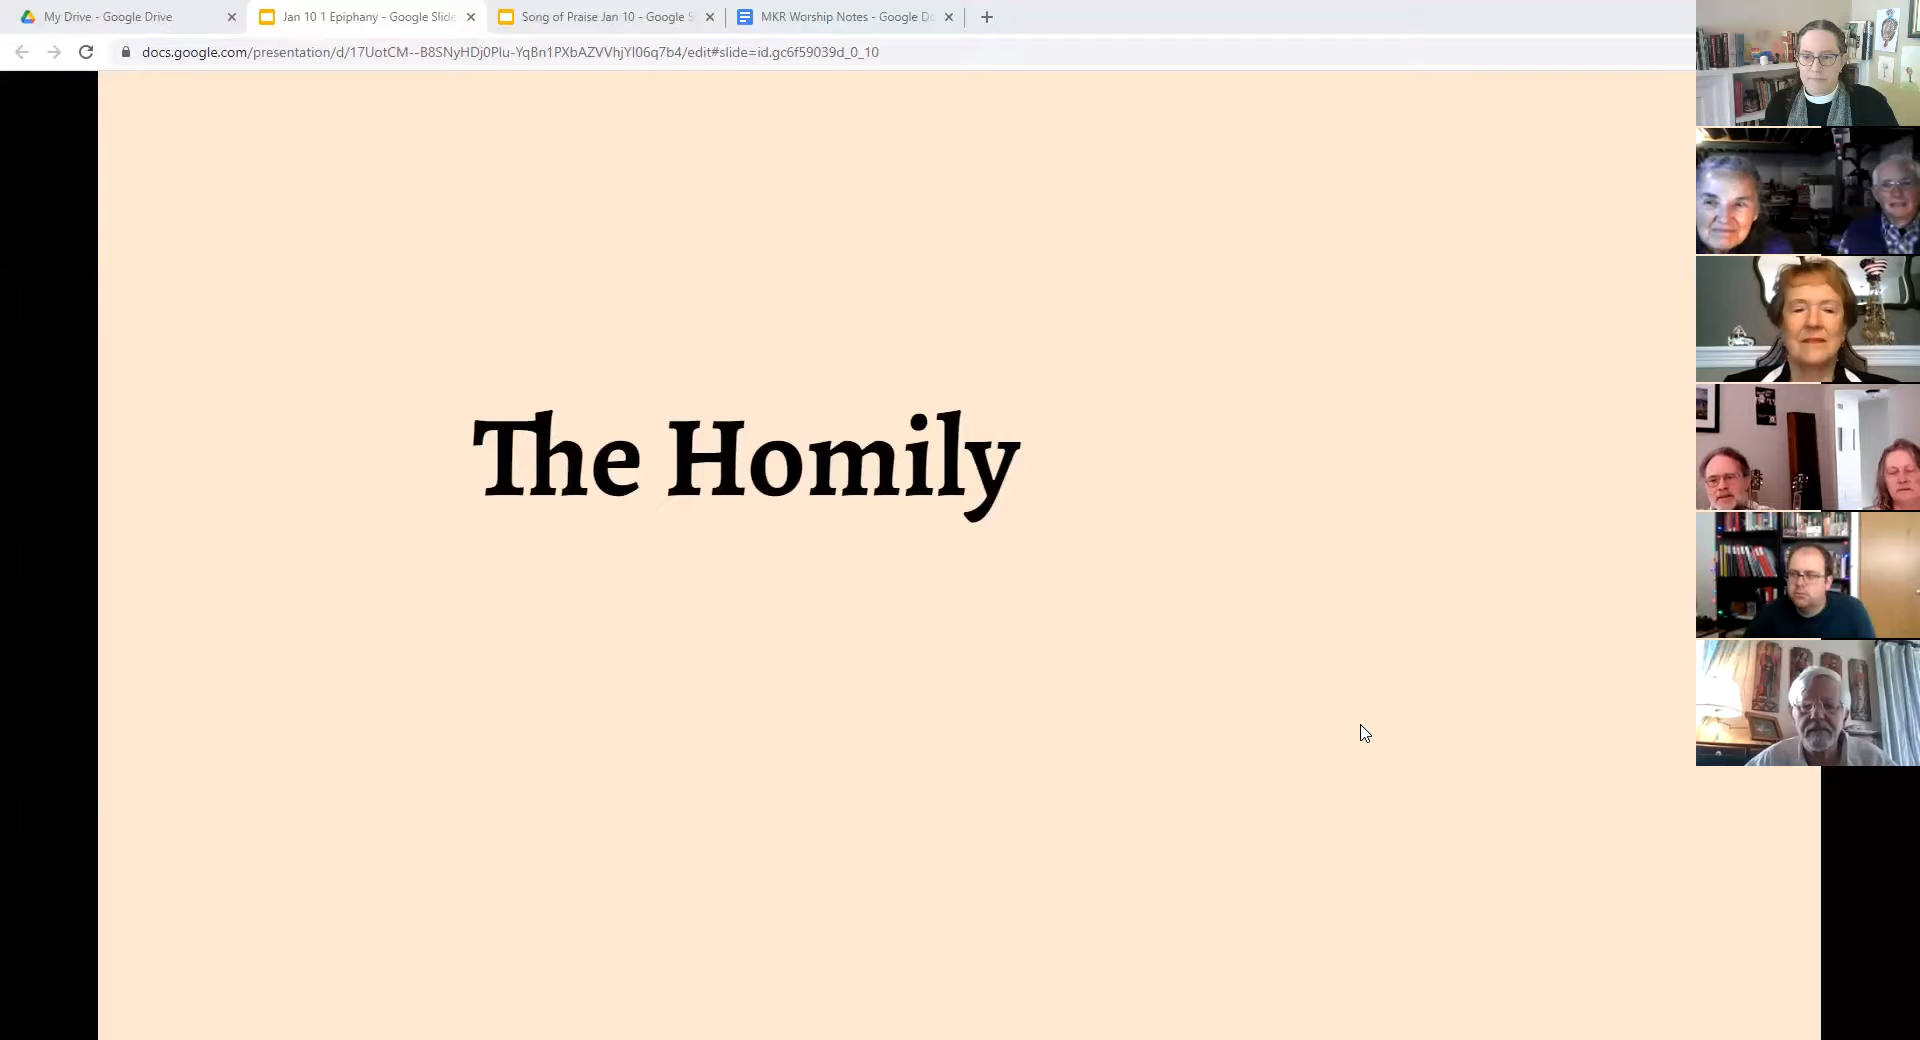 My Drive - Google Drive
Jan 10 1 Epiphany - Google Slide
Song of Praise Jan 10 - Google S
MKR Worship Notes - Google Do
docs.google.com/presentation/d/17UotCM--B8SNyHDj0Plu-YqBn1PXbAZVVhjYl06q7b4/edit#slide=id.gc6f59039d_0_10
The Homily